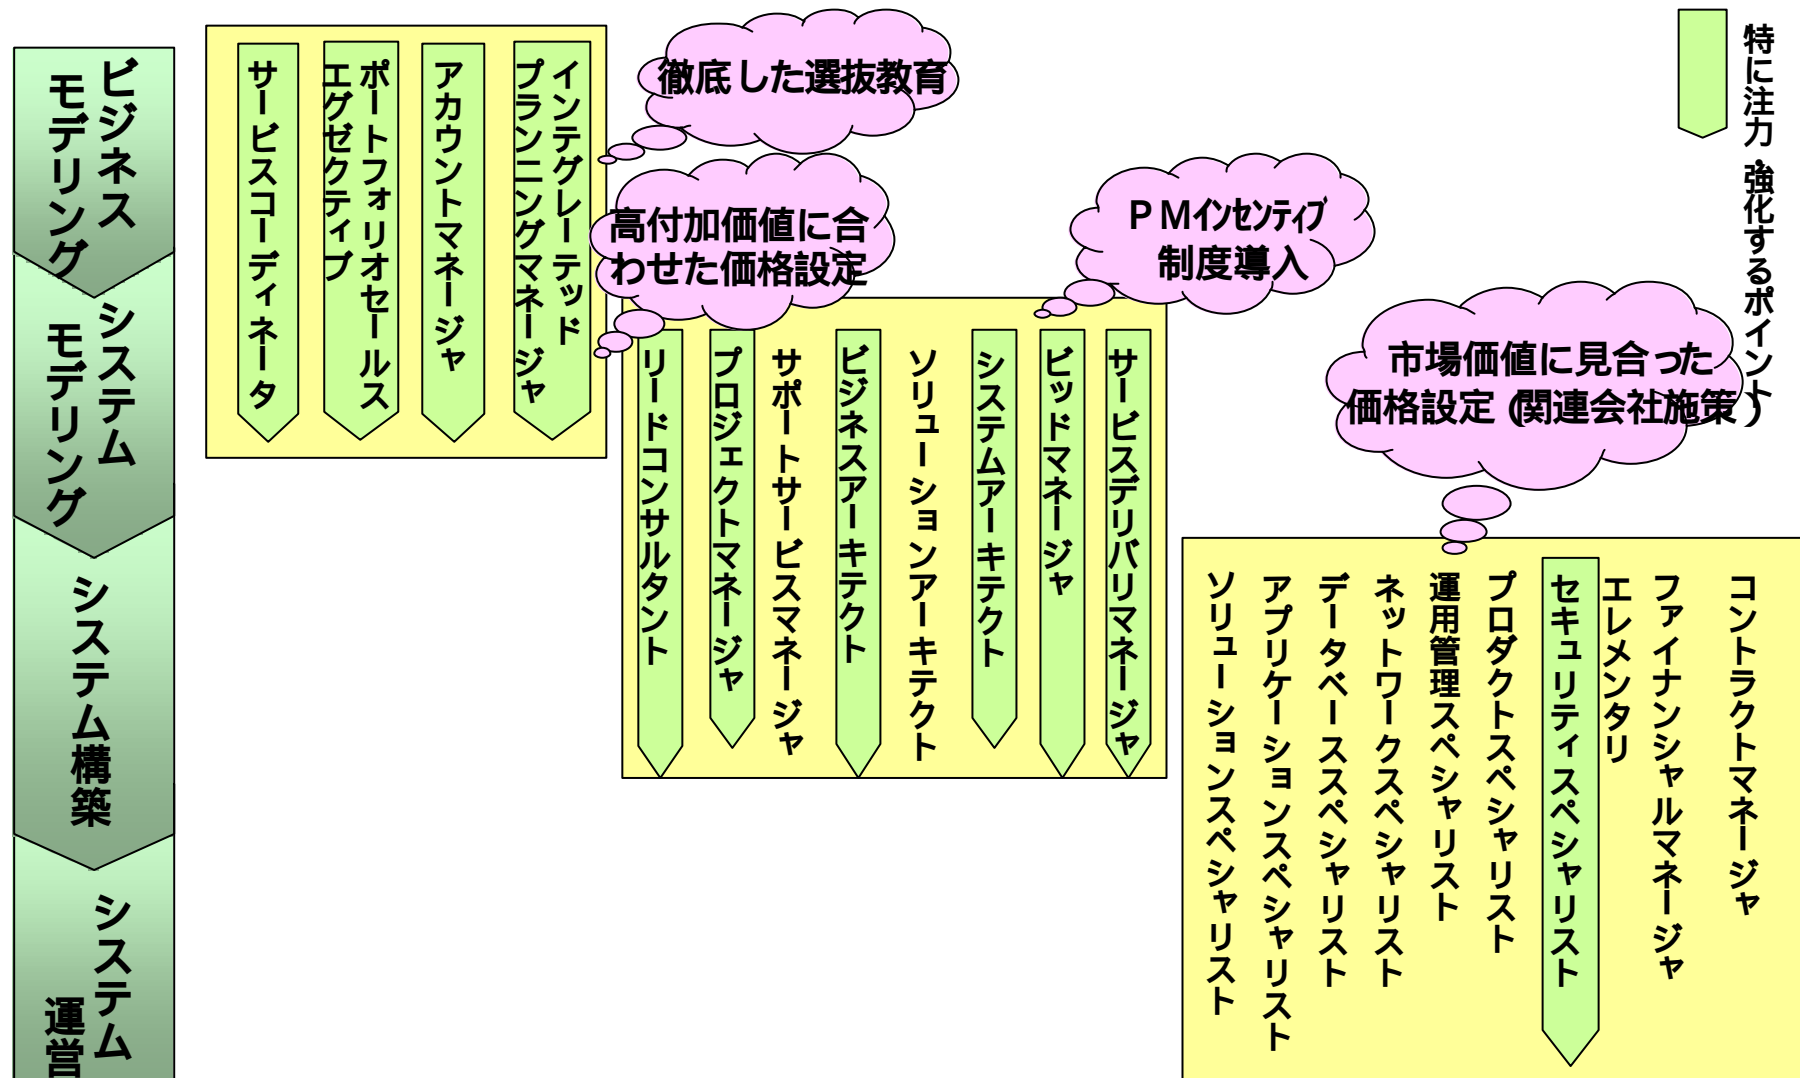 ビジネス
モデリング
システム
モデリング
システム構築
システム
運営
サービスコーディネータ
ポートフォリオセールス
エグゼクティブ
アカウントマネージャ
インテグレーテッド
プランニングマネージャ
徹底した選抜教育
高付加価値に合
わせた価格設定
リードコンサルタント
プロジェクトマネージャ
サポートサービスマネージャ
ビジネスアーキテクト
ソリューションアーキテクト
システムアーキテクト
ビッドマネージャ
サービスデリバリマネージャ
ＰＭインセンティブ
制度導入
市場価値に見合った
価格設定（関連会社施策）
ソリューションスペシャリスト
アプリケーションスペシャリスト
データベーススペシャリスト
ネットワークスペシャリスト
運用管理スペシャリスト
プロダクトスペシャリスト
セキュリティスペシャリスト
エレメンタリ
ファイナンシャルマネージャ
コントラクトマネージャ
特に注力・強化するポイント